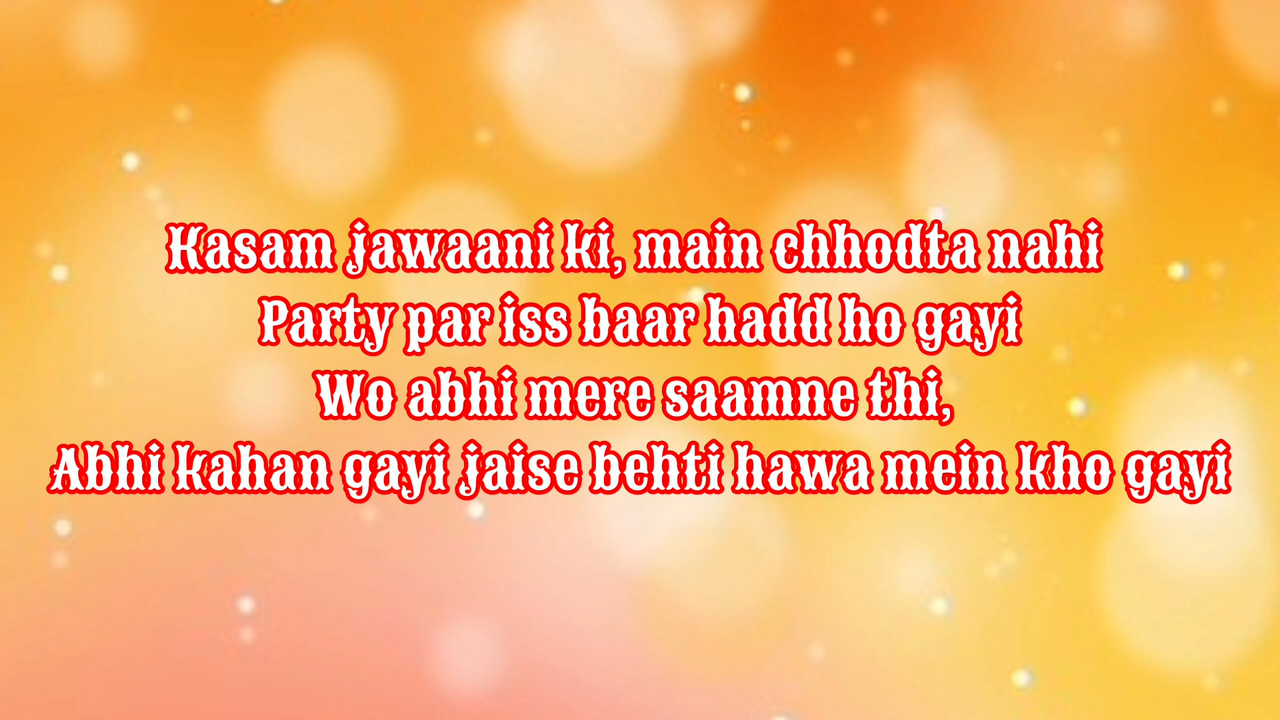 Kasam jawaani ki, main chhodta nahi
Party par iss baar hadd ho gayi
Wo abhi mere saamne thi,
Abhi kahan gayi jaise behti hawa mein kho gayi